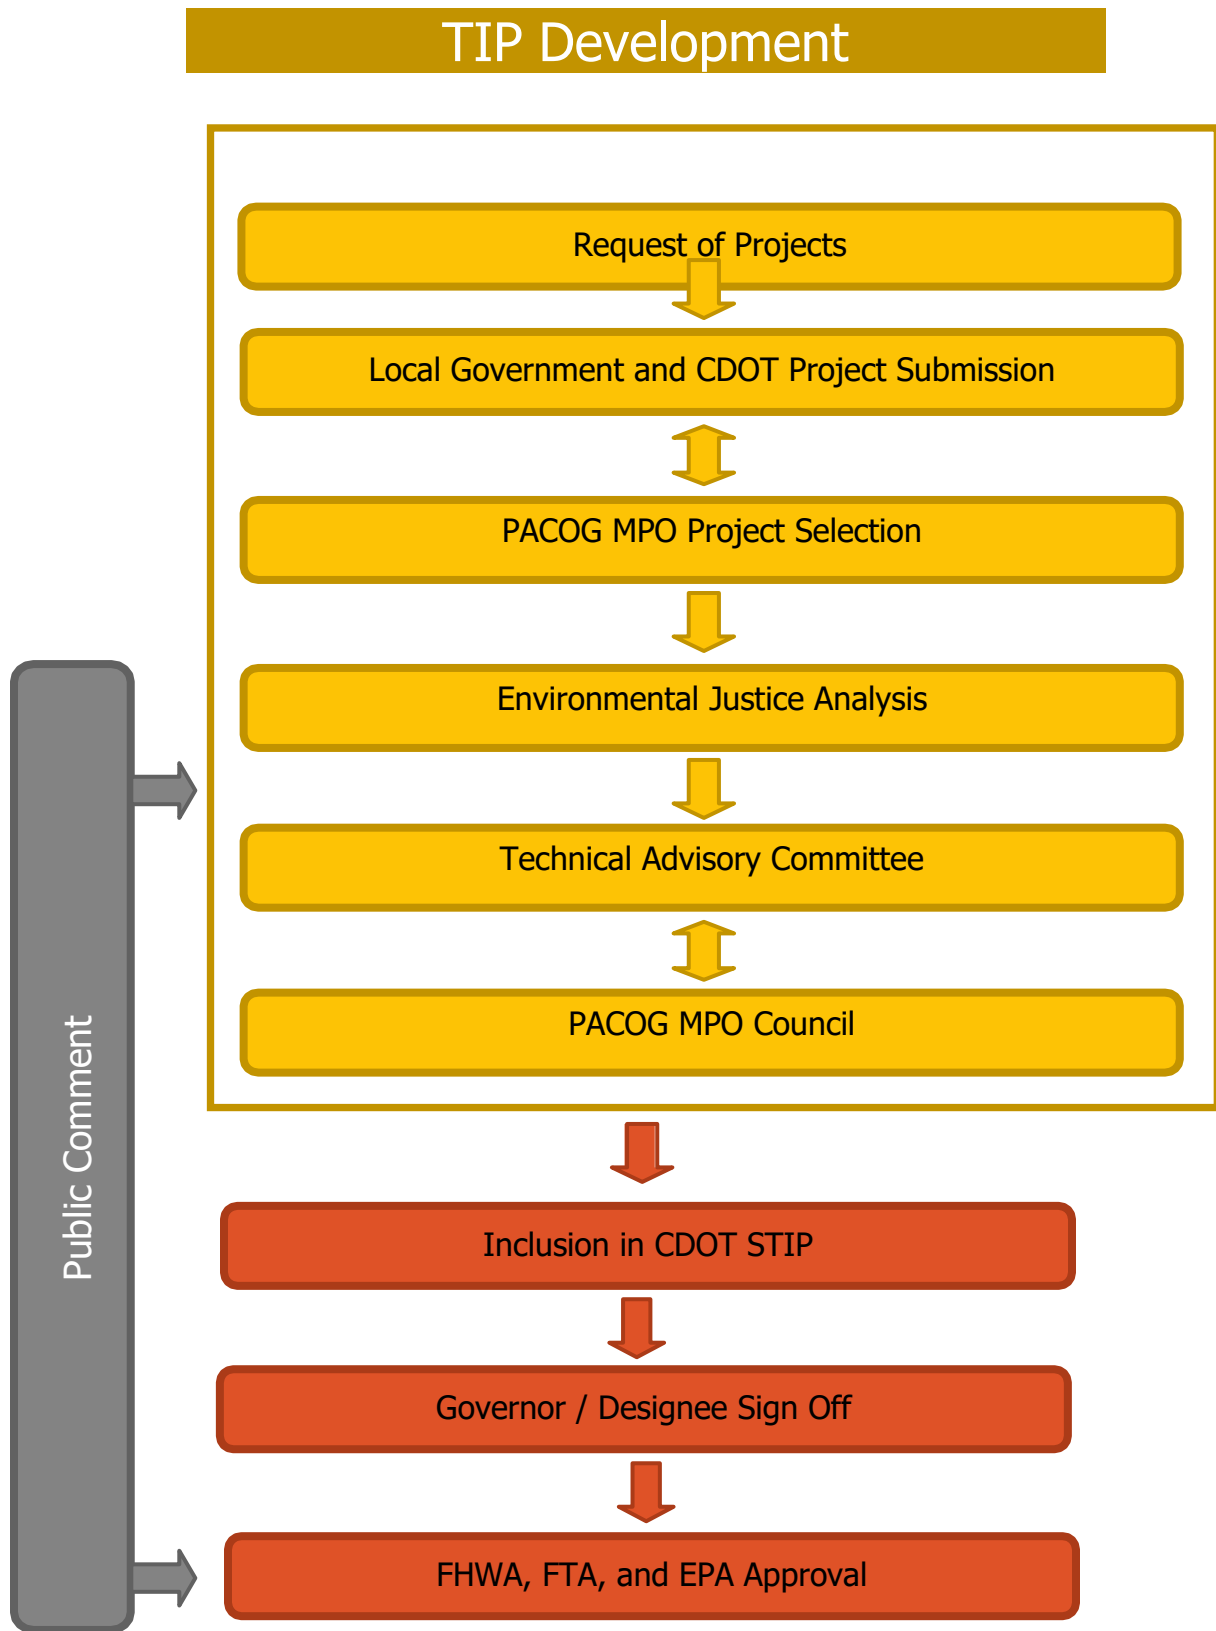 TIP Development
Request of Projects
Local Government and CDOT Project Submission
PACOG MPO Project Selection
Environmental Justice Analysis
Technical Advisory Committee
PACOG MPO Council
Public Comment
Inclusion in CDOT STIP
Governor / Designee Sign Off
FHWA, FTA, and EPA Approval